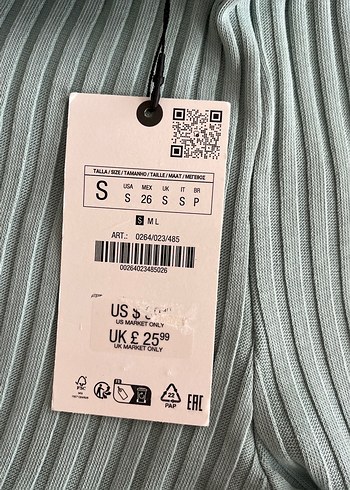 TALLA / SIZE / TAMANHO / TAILLE / MAAT / ΜΕΓΕΘΟΣ
S
USA MEX UK IT BR
S 26 S S P
S M L
ART.: 0264/023/485
00264023485026
US $
US MARKET ONLY
UK £ 25.99
UK MARKET ONLY
FSC
22
PAP
EAC